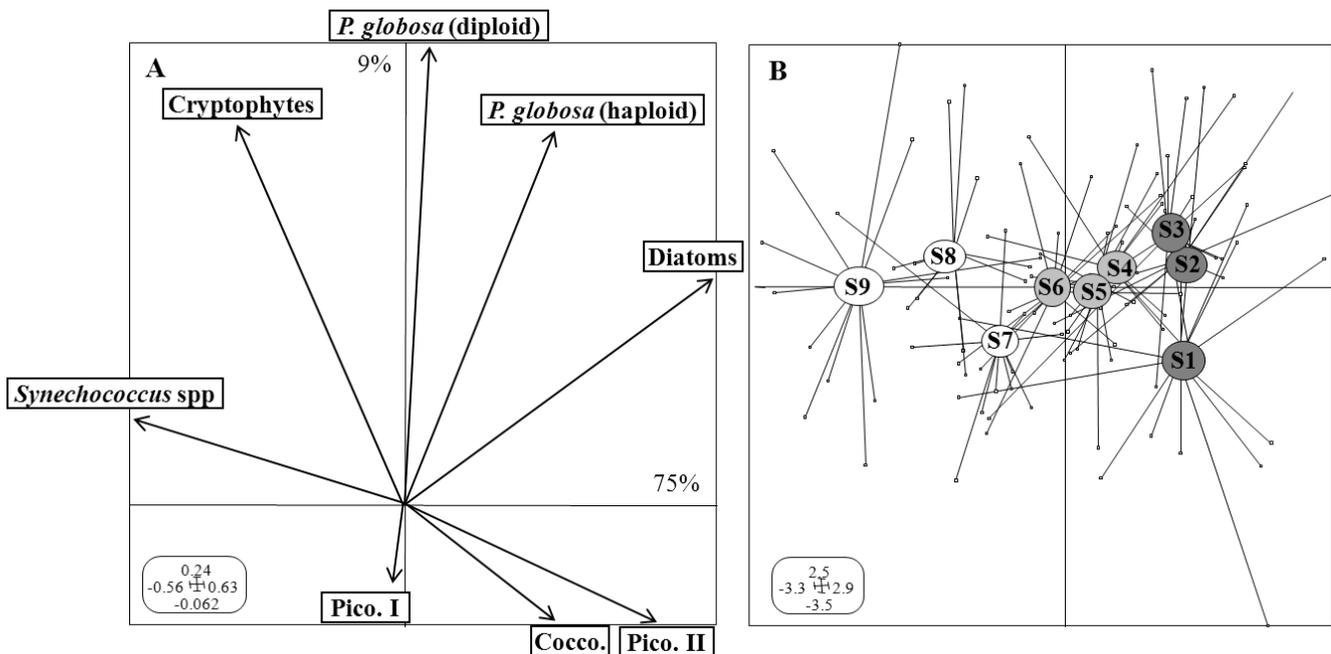 P. globosa (diploid)
A
9%
B
Cryptophytes
P. globosa (haploid)
S3
Diatoms
S8
S4
S2
S9
S6
S5
S7
S1
Synechococcus spp
75%
0.24
-0.56 0.63
-0.062
2.5
-3.3 2.9
-3.5
Pico. I
Cocco.
Pico. II